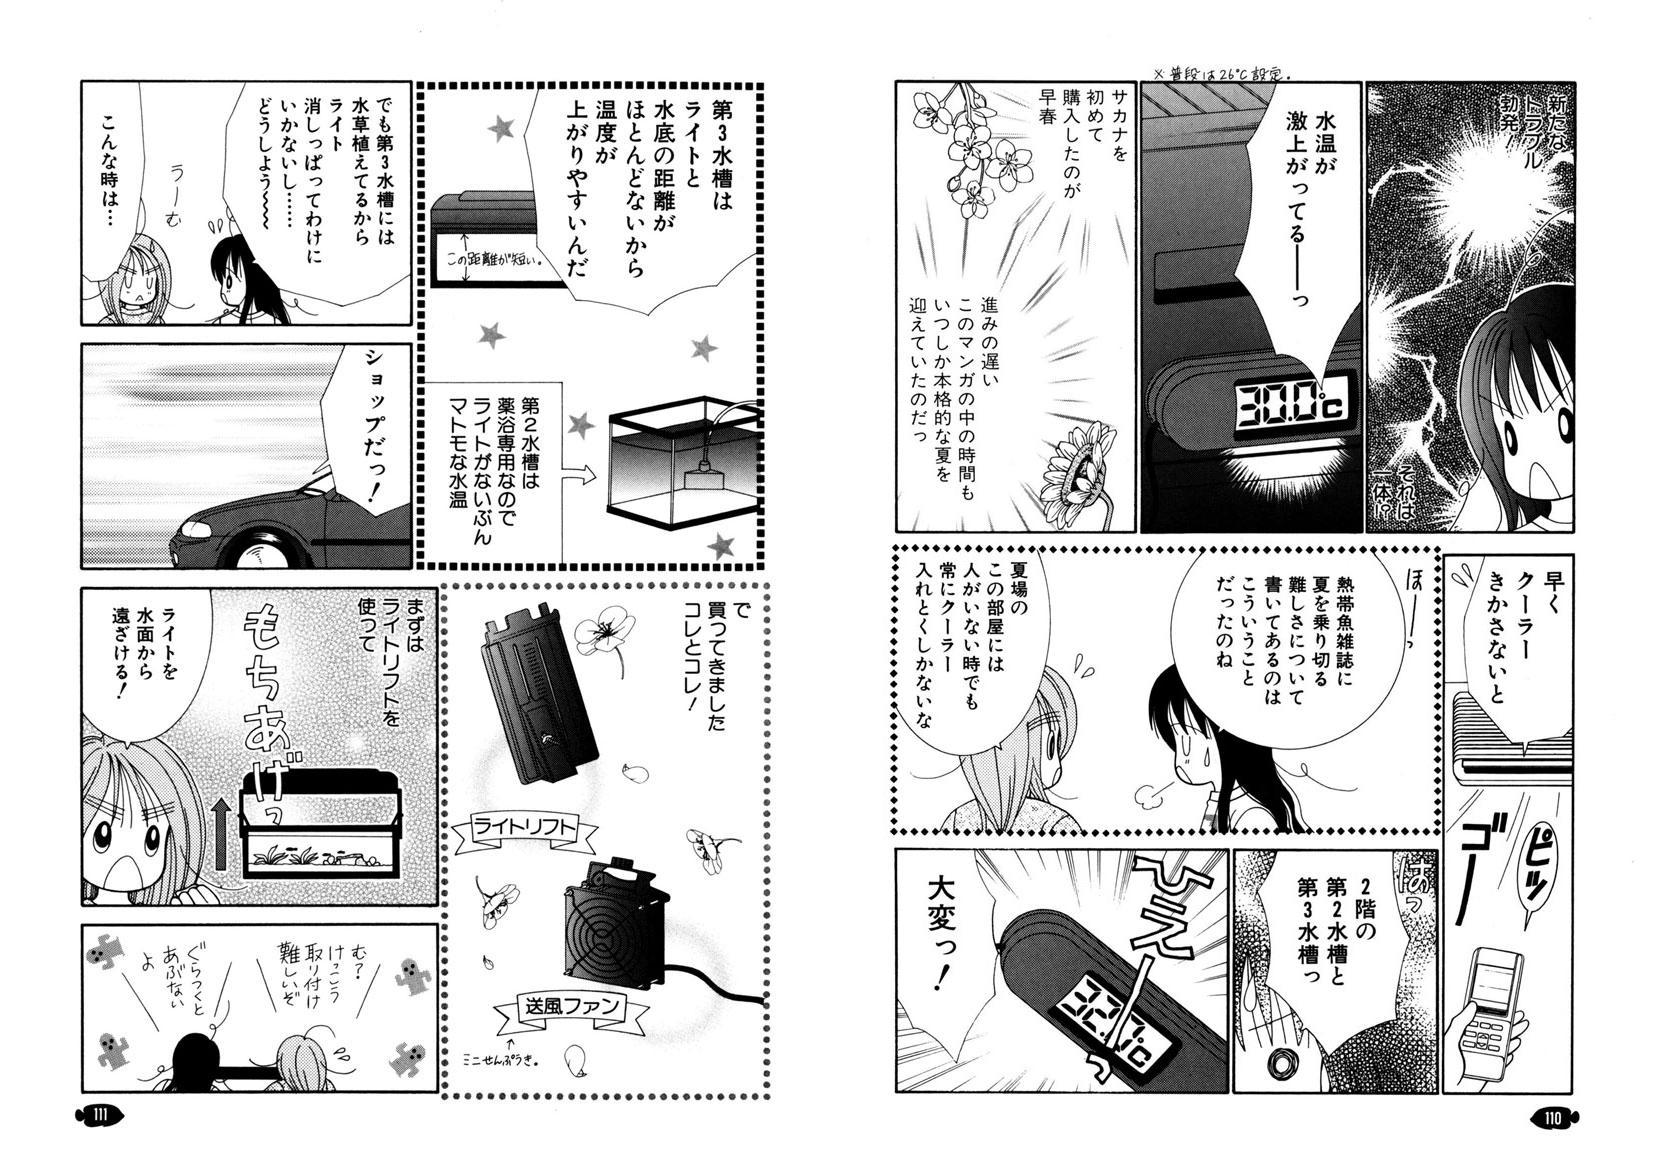 新たな
トラブル
勃発!
それは
一体!?
※普段は26℃設定。
水温が
激上がってる――っ
30.0℃
サカナを
初めて
購入したのが
早春
進みの遅い
このマンガの中の時間も
いつしか本格的な夏を
迎えていたのだっ
早く
クーラー
きかさないと
ピッ
ゴー
ほ――っ
熱帯魚雑誌に
夏を乗り切る
難しさについて
書いてあるのは
こういうこと
だったのね
夏場の
この部屋には
人がいない時でも
常にクーラー
入れとくしかないな
はっ
2階の
第2水槽と
第3水槽っ
ひえーっ
大変っ!
110
第3水槽は
ライトと
水底の距離が
ほとんどないから
温度が
上がりやすいんだ
この距離が短い。
第2水槽は
薬浴専用なので
ライトがないぶん
マトモな水温
でも第3水槽には
水草植えてるから
ライト
消しっぱってわけに
いかないし……
どうしよう〜〜〜
うーむ
こんな時は…
ショップだっ!
で
買ってきました
コレとコレ!
ライトリフト
送風ファン
ミニせんぷうき。
まずは
ライトリフトを
使って
もちあげっ
ライトを
水面から
遠ざける!
む?
けっこう
取り付け
難しいぞ
ぐらつくと
あぶない
よ
111